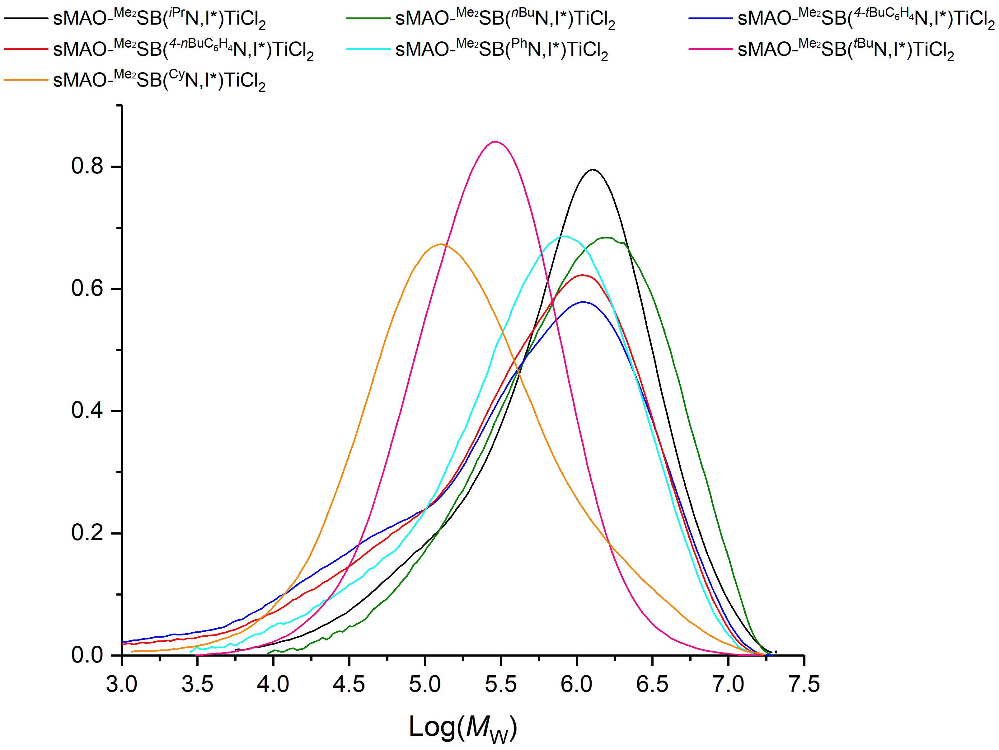 sMAO-Me2SB(iPrN,I*)TiCl2 sMAO-Me2SB(nBuN,I*)TiCl2 sMAO-Me2SB(4-tBuC6H4N,I*)TiCl2
sMAO-Me2SB(4-nBuC6H4N,I*)TiCl2 sMAO-Me2SB(PhN,I*)TiCl2 sMAO-Me2SB(tBuN,I*)TiCl2
sMAO-Me2SB(CyN,I*)TiCl2
0.8
0.6
0.4
0.2
0.0
3.0 3.5 4.0 4.5 5.0 5.5 6.0 6.5 7.0 7.5
Log(MW)